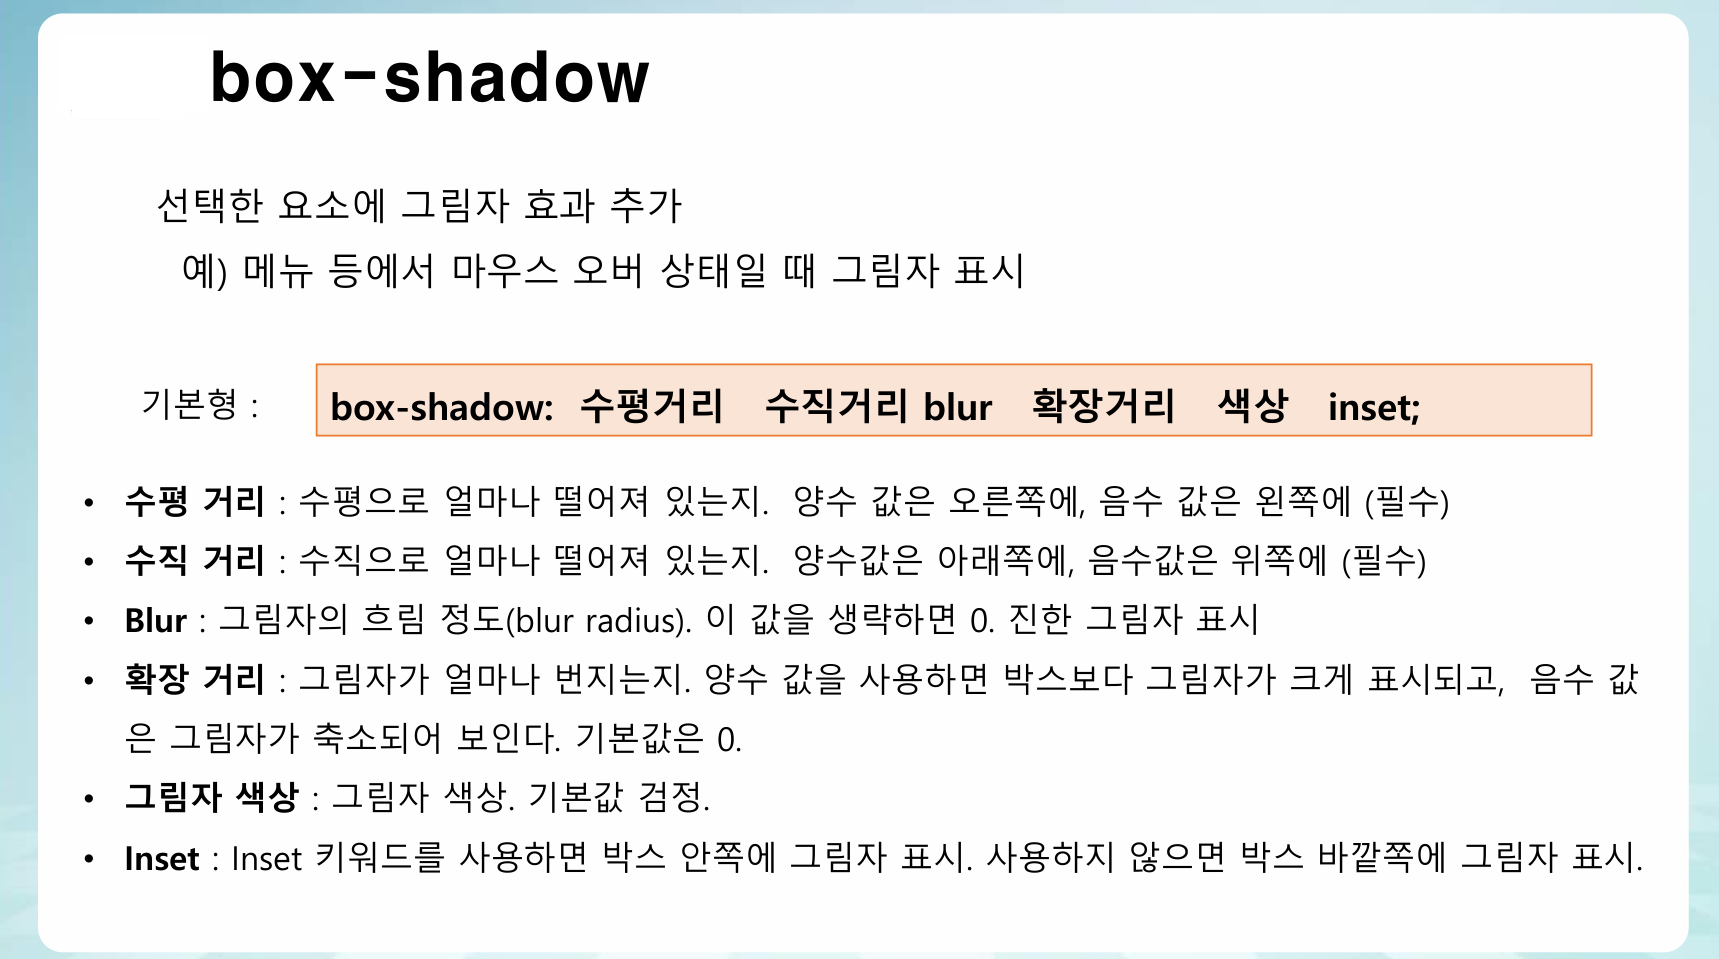 box-shadow
선택한 요소에 그림자 효과 추가
예) 메뉴 등에서 마우스 오버 상태일 때 그림자 표시
기본형 : box-shadow: 수평거리 수직거리 blur 확장거리 색상 inset;
• 수평 거리 : 수평으로 얼마나 떨어져 있는지. 양수 값은 오른쪽에, 음수 값은 왼쪽에 (필수)
• 수직 거리 : 수직으로 얼마나 떨어져 있는지. 양수값은 아래쪽에, 음수값은 위쪽에 (필수)
• Blur : 그림자의 흐림 정도(blur radius). 이 값을 생략하면 0. 진한 그림자 표시
• 확장 거리 : 그림자가 얼마나 번지는지. 양수 값을 사용하면 박스보다 그림자가 크게 표시되고, 음수 값
은 그림자가 축소되어 보인다. 기본값은 0.
• 그림자 색상 : 그림자 색상. 기본값 검정.
• Inset : Inset 키워드를 사용하면 박스 안쪽에 그림자 표시. 사용하지 않으면 박스 바깥쪽에 그림자 표시.